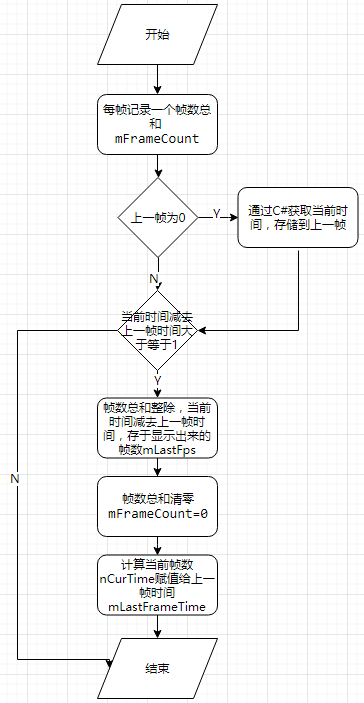 开始
每帧记录一个帧数总
和
mFrameCount
上一帧为0
Y
通过C#获取当前时
间，存储到上一帧
N
当前时间减去
上一帧时间大
于等于1
Y
帧数总和整除，当前
时间减去上一帧时
间，存于显示出来的
帧数mLastFps
N
帧数总和清零
mFrameCount=0
计算当前帧数
nCurTime赋值给上一
帧时间
mLastFrameTime
结束